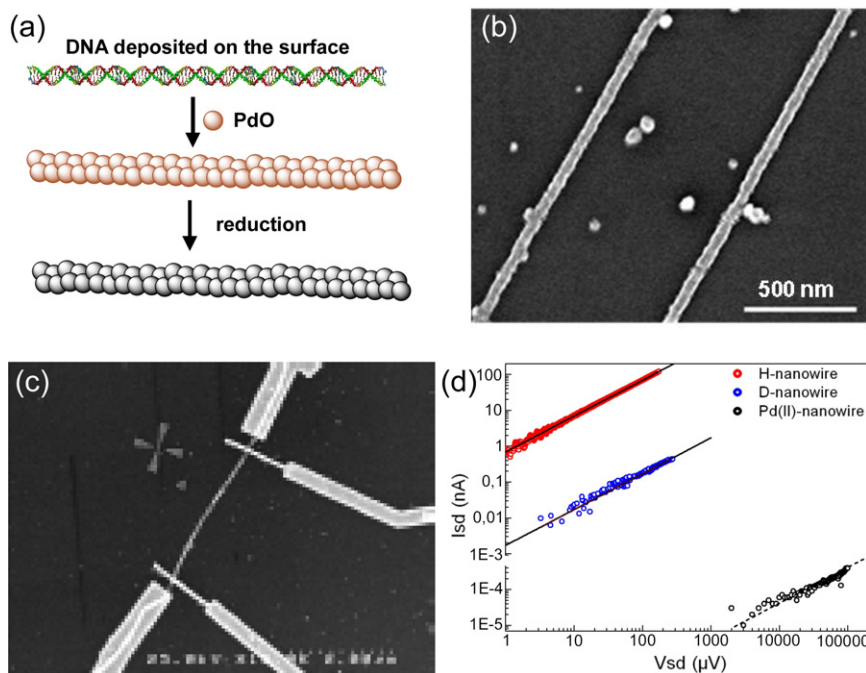 (a)
DNA deposited on the surface
PdO
reduction
(b)
500 nm
(c)
(d)
100
10
1
0,1
0,01
1E-3
1E-4
1E-5
Isd (nA)
H-nanowire
D-nanowire
Pd(II)-nanowire
1 10 100 1000 10000 100000
Vsd (µV)